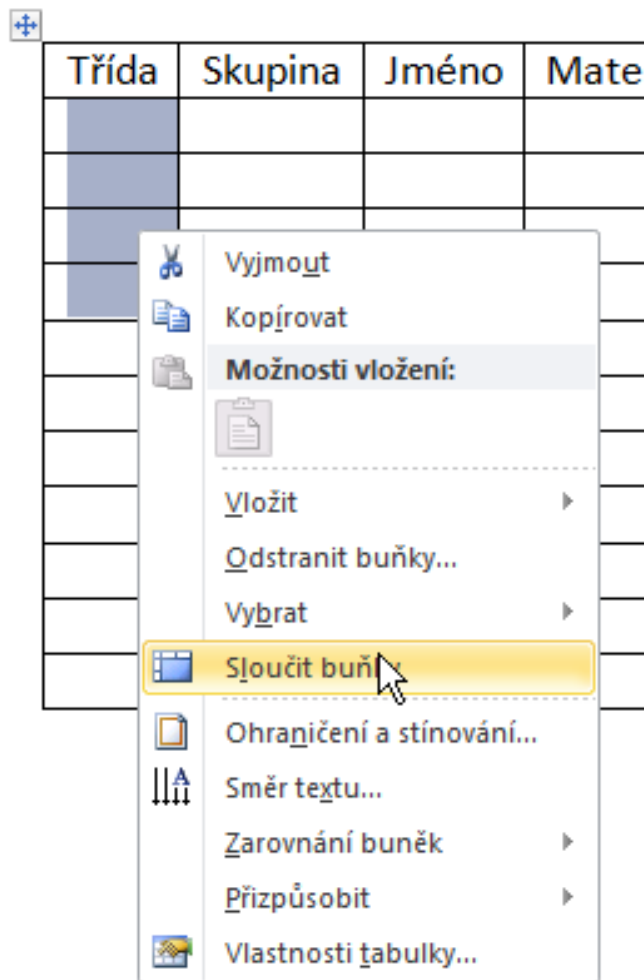 Třída Skupina Jméno Mate
Vyjmout
Kopírovat
Možnosti vložení:
Vložit
Odstranit buňky...
Vybrat
Sloučit buňky
Ohraničení a stínování...
Směr textu...
Zarovnání buněk
Přizpůsobit
Vlastnosti tabulky...